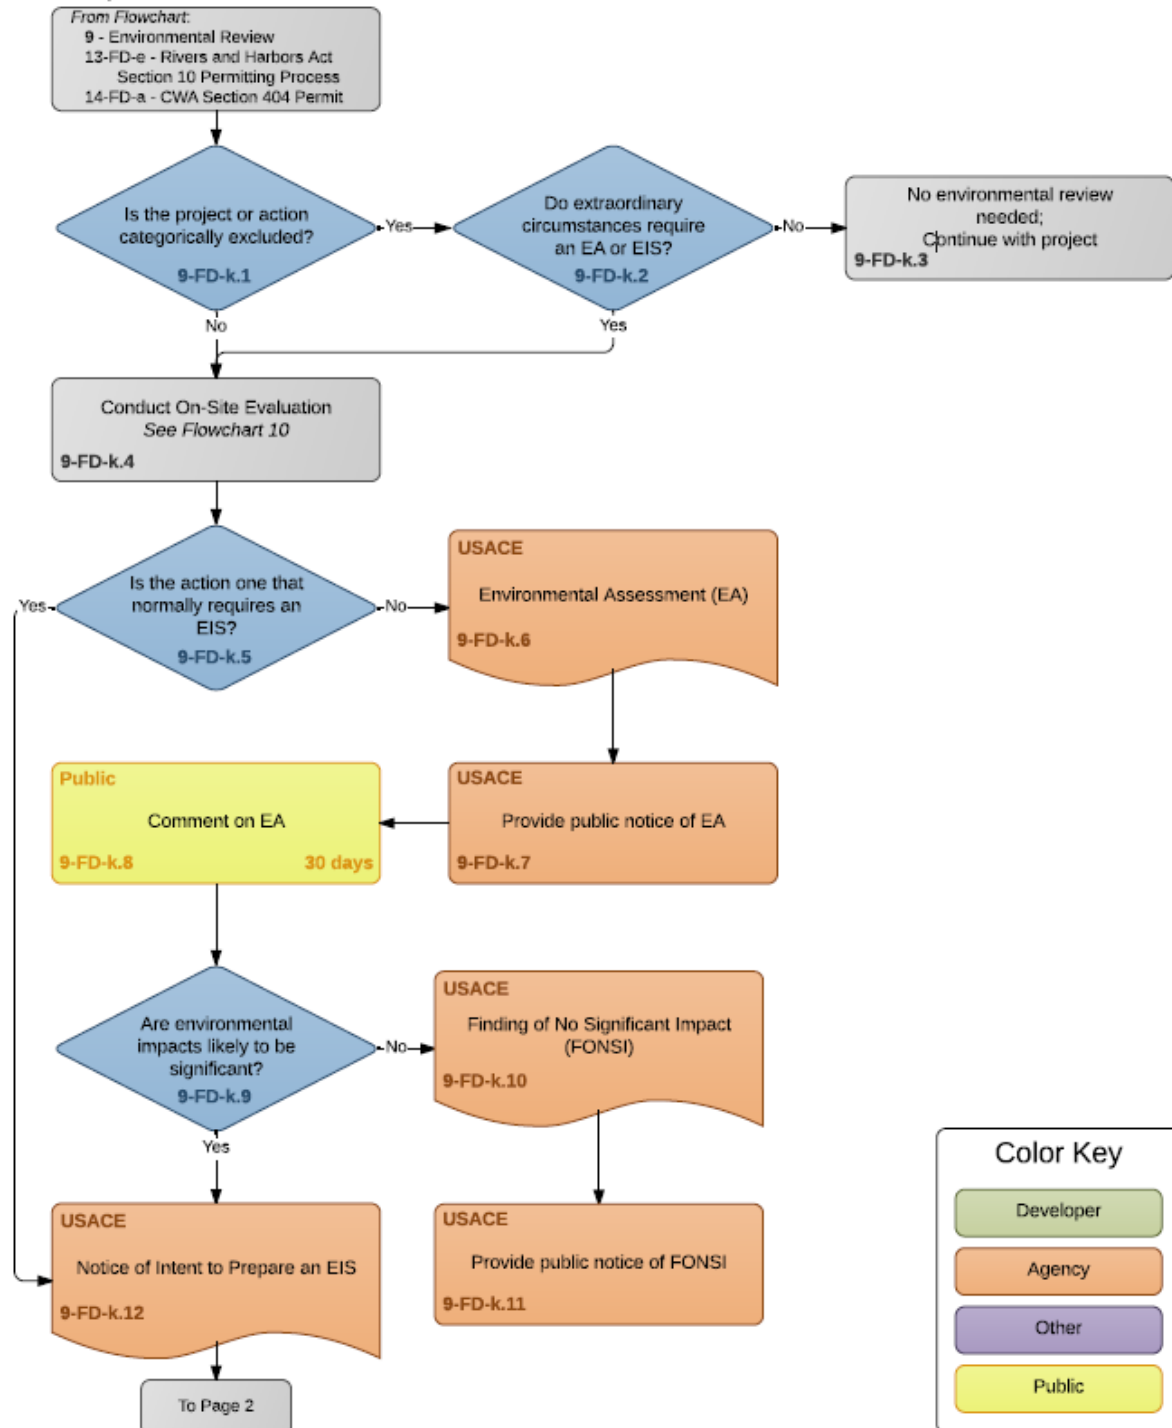 From Flowchart:
9 - Environmental Review
13-FD-e - Rivers and Harbors Act
Section 10 Permitting Process
14-FD-a - CWA Section 404 Permit
Is the project or action
categorically excluded?
9-FD-k.1
Yes
Do extraordinary
circumstances require
an EA or EIS?
9-FD-k.2
No
No environmental review
needed;
Continue with project
9-FD-k.3
No
Yes
Conduct On-Site Evaluation
See Flowchart 10
9-FD-k.4
Yes
Is the action one that
normally requires an
EIS?
9-FD-k.5
No
USACE
Environmental Assessment (EA)
9-FD-k.6
Public
Comment on EA
9-FD-k.8 30 days
USACE
Provide public notice of EA
9-FD-k.7
Are environmental
impacts likely to be
significant?
9-FD-k.9
No
USACE
Finding of No Significant Impact
(FONSI)
9-FD-k.10
Yes
USACE
Notice of Intent to Prepare an EIS
9-FD-k.12
USACE
Provide public notice of FONSI
9-FD-k.11
To Page 2
Color Key
Developer
Agency
Other
Public